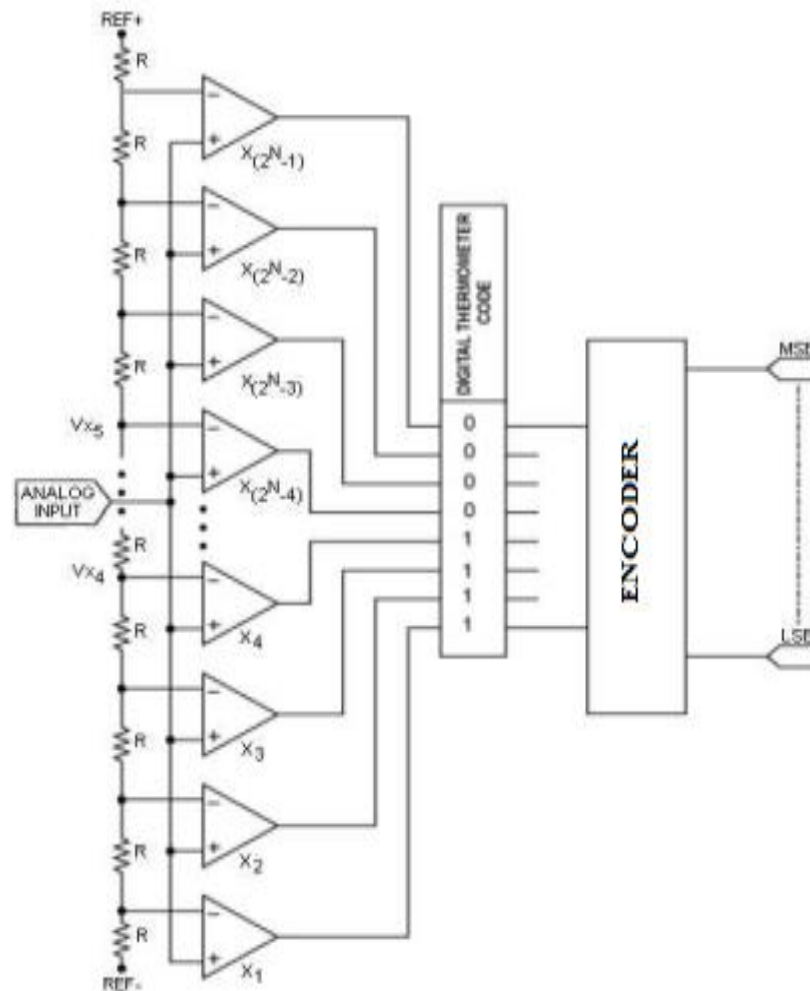 REF+
R
−
+
X(2N-1)
R
−
+
X(2N-2)
R
−
+
X(2N-3)
R
Vx5
−
+
X(2N-4)
ANALOG
INPUT
R
Vx4
−
+
X4
R
−
+
X3
R
−
+
X2
R
−
+
X1
R
REF-
DIGITAL THERMOMETER
CODE
0
0
0
0
1
1
1
1
ENCODER
MSB
LSB